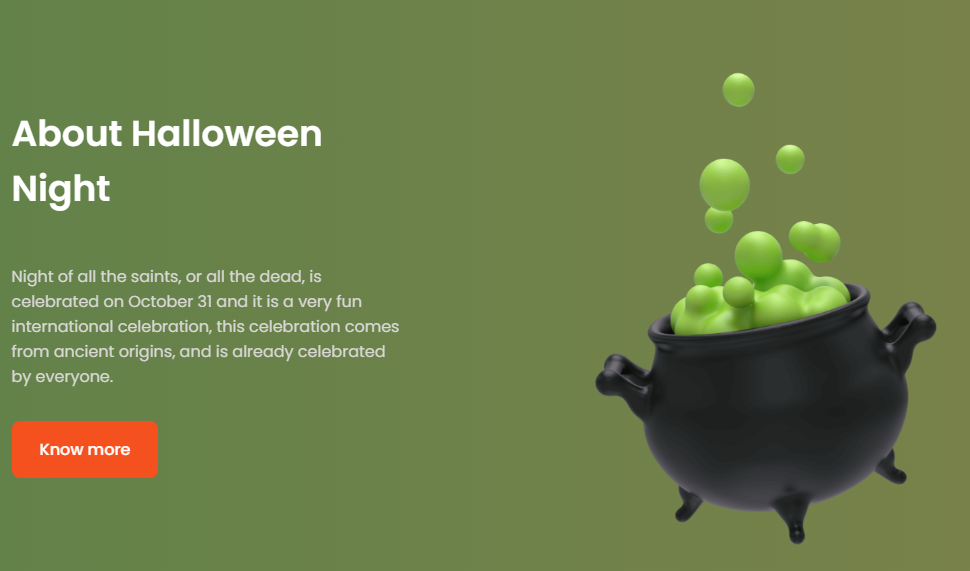 About Halloween
Night
Night of all the saints, or all the dead, is
celebrated on October 31 and it is a very fun
international celebration, this celebration comes
from ancient origins, and is already celebrated
by everyone.
Know more